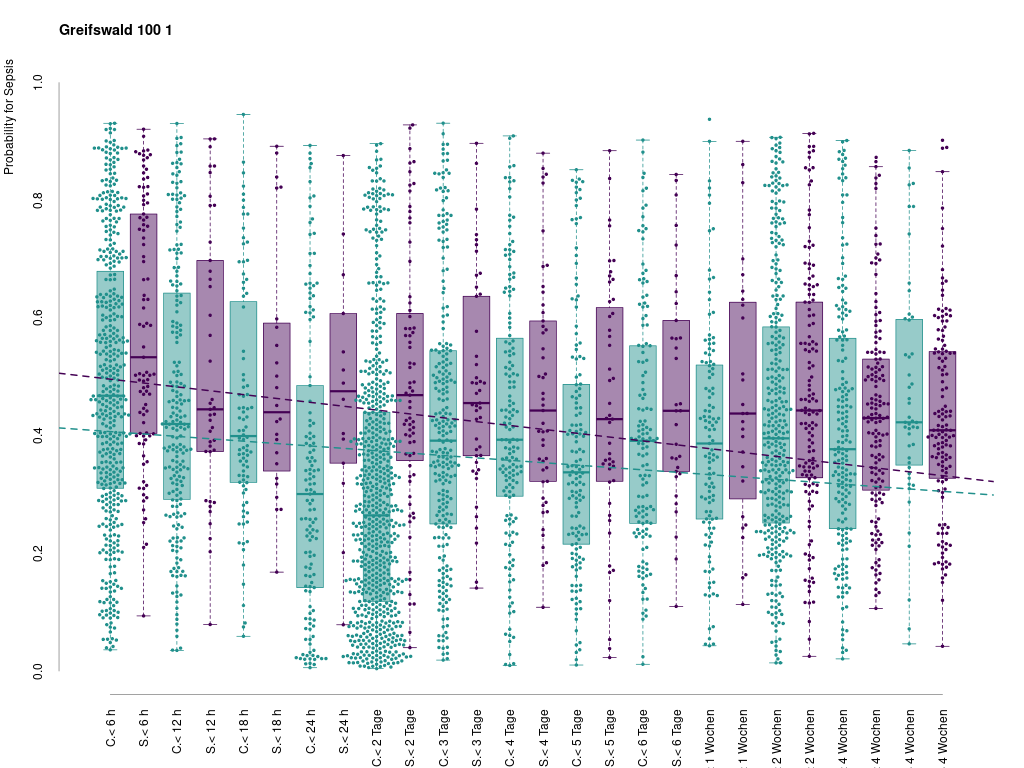 Greifswald 100 1
Probability for Sepsis
1.0
0.8
0.6
0.4
0.2
0.0
C.< 6 h
S.< 6 h
C.< 12 h
S.< 12 h
C.< 18 h
S.< 18 h
C.< 24 h
S.< 24 h
C.< 2 Tage
S.< 2 Tage
C.< 3 Tage
S.< 3 Tage
C.< 4 Tage
S.< 4 Tage
C.< 5 Tage
S.< 5 Tage
C.< 6 Tage
S.< 6 Tage
1 Wochen
1 Wochen
2 Wochen
2 Wochen
4 Wochen
4 Wochen
4 Wochen
4 Wochen